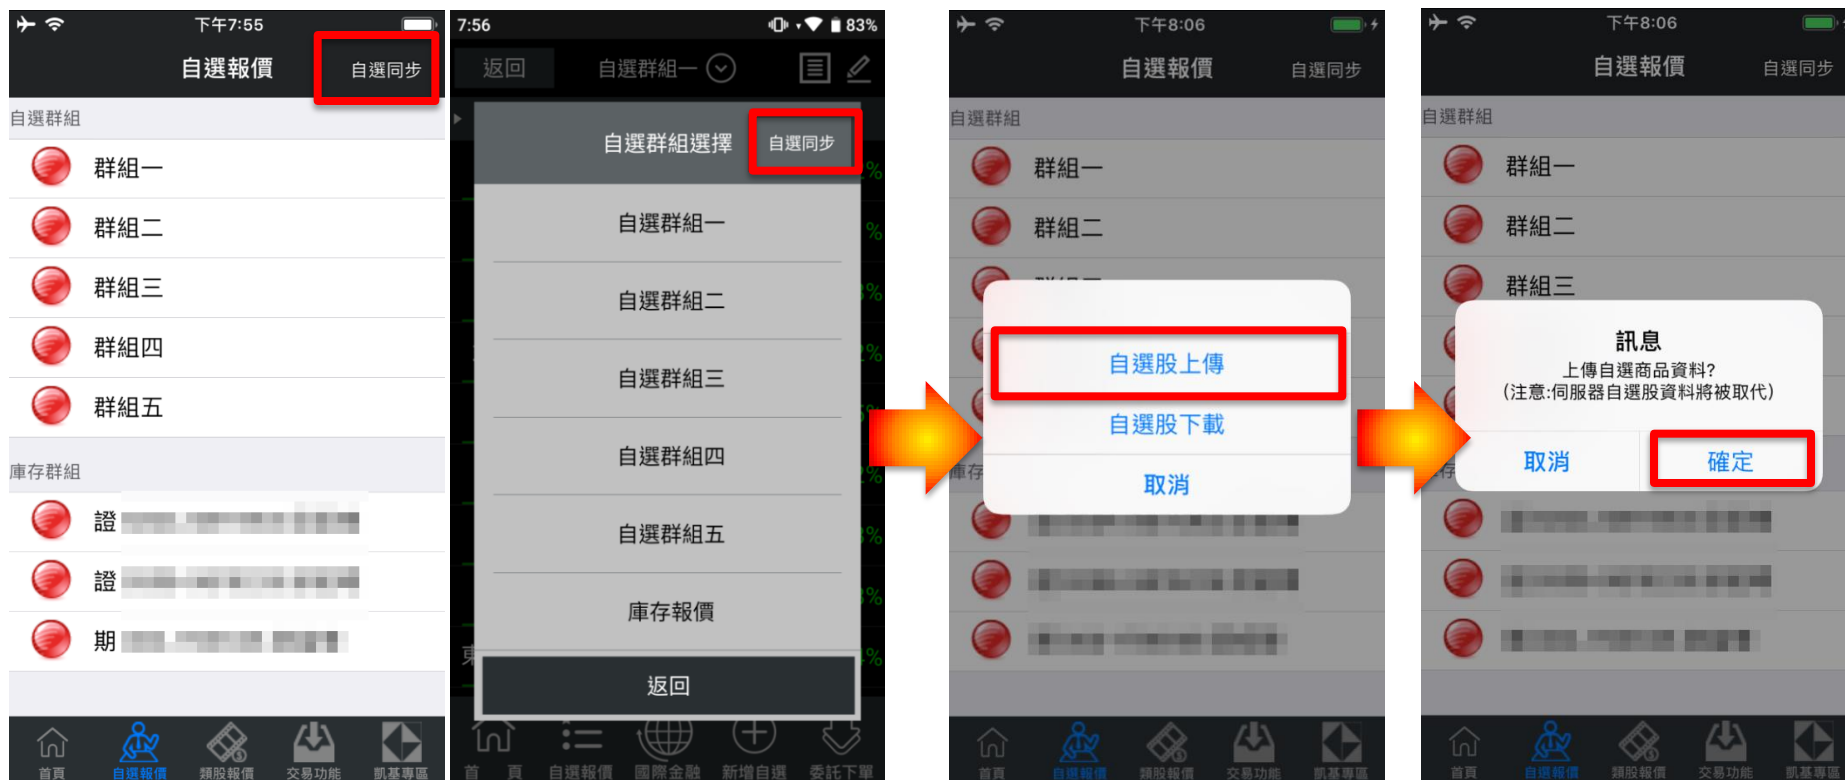 下午7:55
自選報價
自選同步
自選群組
群組一
群組二
群組三
群組四
群組五
庫存群組
證
證
期
首頁
自選報價
類股報價
交易功能
凱基專區
7:56
83%
返回
自選群組一
自選群組選擇
自選同步
自選群組一
自選群組二
自選群組三
自選群組四
自選群組五
庫存報價
返回
首 頁
自選報價
國際金融
新增自選
委託下單
下午8:06
自選報價
自選同步
自選群組
群組一
群組二
自選股上傳
自選股下載
取消
首頁
自選報價
類股報價
交易功能
凱基專區
下午8:06
自選報價
自選同步
自選群組
群組一
群組二
群組三
訊息
上傳自選商品資料?
(注意:伺服器自選股資料將被取代)
取消
確定
首頁
自選報價
類股報價
交易功能
凱基專區